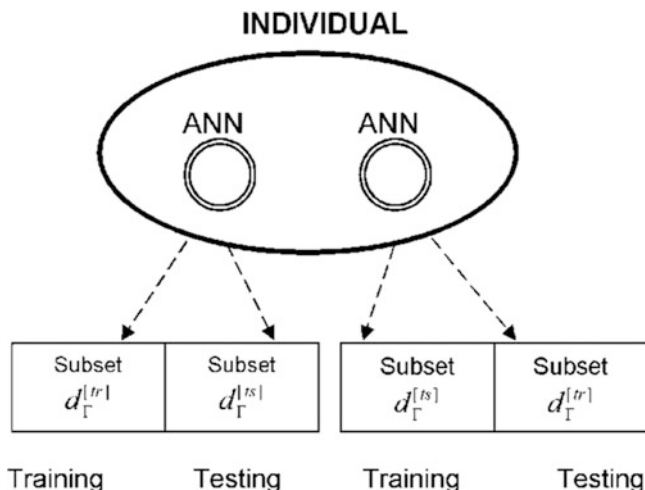 INDIVIDUAL
ANN ANN
Subset Subset Subset Subset
d_Γ^[tr] d_Γ^[ts] d_Γ^[ts] d_Γ^[tr]
Training Testing Training Testing